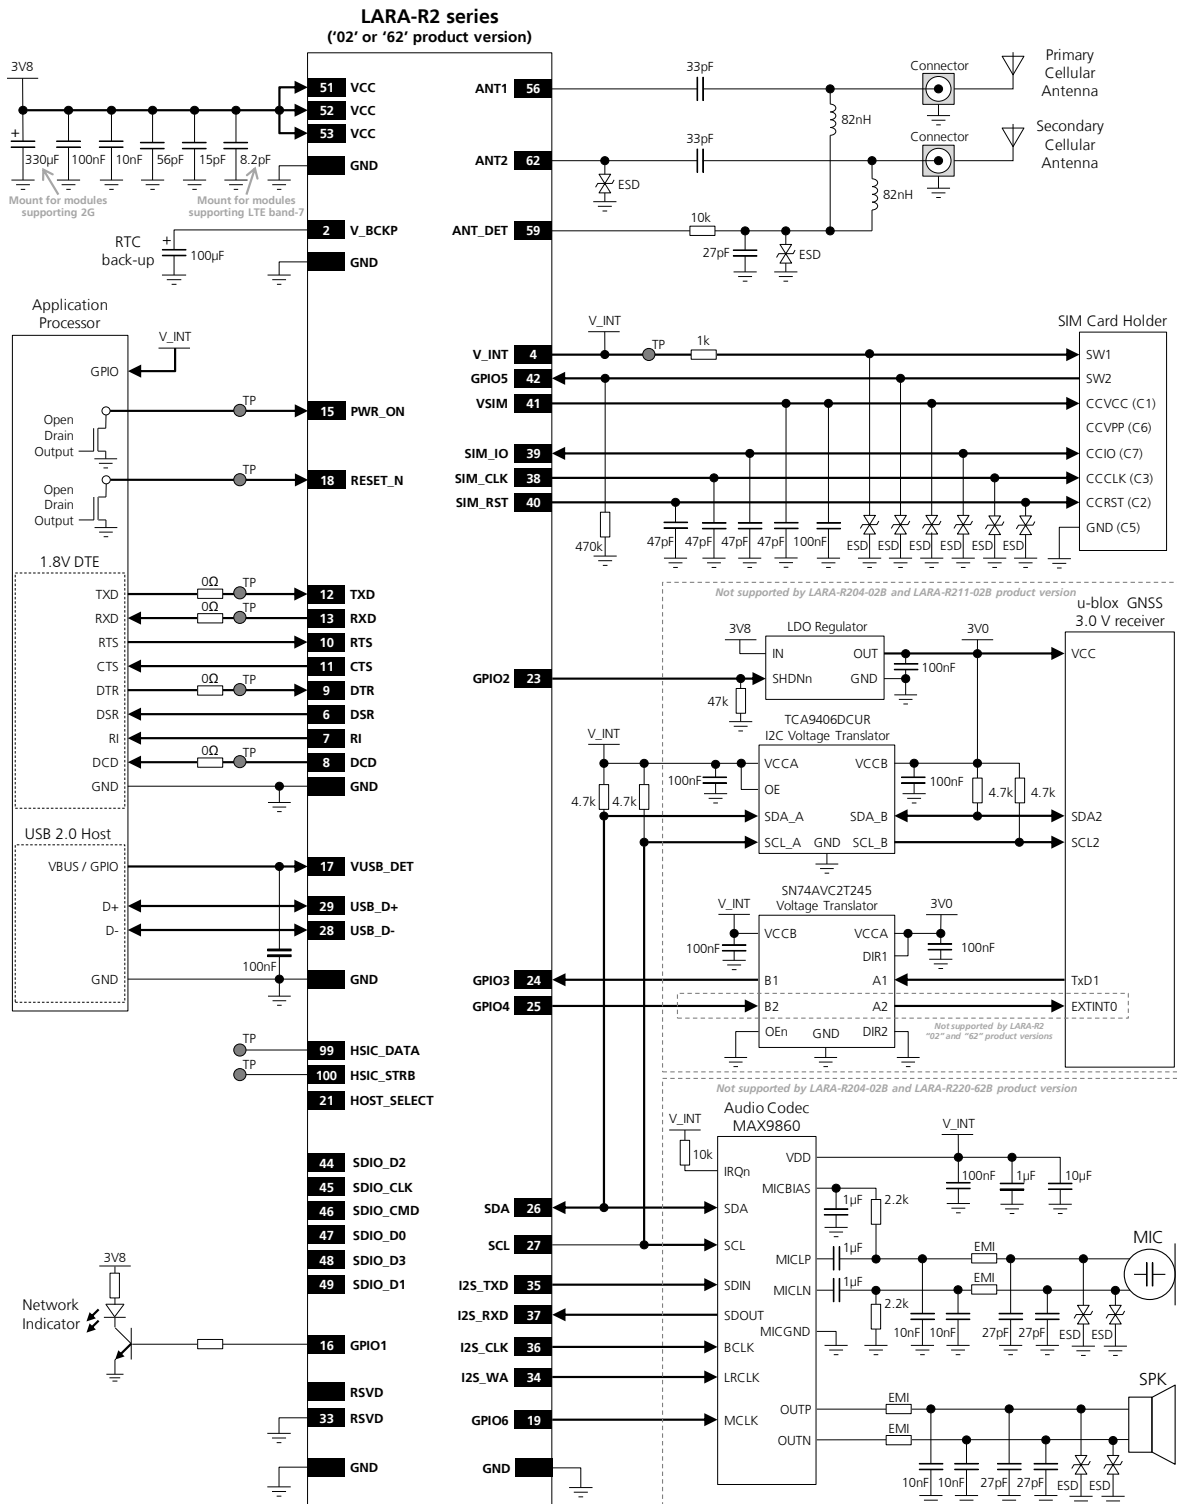 LARA-R2 series
('02' or '62' product version)
3V8
330µF
100nF
10nF
56pF
15pF
8.2pF
Mount for modules
supporting 2G
Mount for modules
supporting LTE band-7
51 VCC
52 VCC
53 VCC
GND
RTC
back-up
+
100µF
2 V_BCKP
GND
ANT1 56
33pF
82nH
Connector
Primary
Cellular
Antenna
ANT2 62
ESD
33pF
82nH
Connector
Secondary
Cellular
Antenna
ANT_DET 59
10k
27pF
ESD
Application
Processor
V_INT
GPIO
Open
Drain
Output
TP
15 PWR_ON
Open
Drain
Output
TP
18 RESET_N
V_INT
TP
1k
SIM Card Holder
V_INT 4
SW1
GPIO5 42
SW2
VSIM 41
CCVCC (C1)
CCVPP (C6)
SIM_IO 39
CCIO (C7)
SIM_CLK 38
CCCLK (C3)
SIM_RST 40
CCRST (C2)
GND (C5)
470k
47pF
47pF
47pF
47pF
100nF
ESD
ESD
ESD
ESD
ESD
ESD
1.8V DTE
TXD
0Ω
TP
12 TXD
RXD
0Ω
TP
13 RXD
RTS
10 RTS
CTS
11 CTS
DTR
0Ω
TP
9 DTR
DSR
6 DSR
RI
7 RI
DCD
0Ω
TP
8 DCD
GND
GND
USB 2.0 Host
VBUS / GPIO
17 VUSB_DET
D+
29 USB_D+
D-
28 USB_D-
100nF
GND
GND
TP
99 HSIC_DATA
TP
100 HSIC_STRB
21 HOST_SELECT
44 SDIO_D2
45 SDIO_CLK
46 SDIO_CMD
47 SDIO_D0
48 SDIO_D3
49 SDIO_D1
3V8
Network
Indicator
16 GPIO1
RSVD
33 RSVD
GND
Not supported by LARA-R204-02B and LARA-R211-02B product version
3V8
LDO Regulator
IN
OUT
SHDNn
GND
100nF
3V0
u-blox GNSS
3.0 V receiver
VCC
GPIO2 23
47k
V_INT
4.7k
4.7k
TCA9406DCUR
I2C Voltage Translator
100nF
VCCA
VCCB
OE
100nF
4.7k
4.7k
SDA_A
SDA_B
SDA2
SCL_A
GND
SCL_B
SCL2
SN74AVC2T245
Voltage Translator
V_INT
100nF
VCCB
VCCA
DIR1
3V0
100nF
GPIO3 24
B1
A1
TxD1
GPIO4 25
B2
A2
EXTINT0
OEn
GND
DIR2
Not supported by LARA-R2
"02" and "62" product versions
Not supported by LARA-R204-02B and LARA-R220-62B product version
Audio Codec
MAX9860
V_INT
10k
IRQn
VDD
V_INT
100nF
1µF
10µF
MICBIAS
1µF
2.2k
SDA 26
SDA
SCL 27
SCL
MICLP
1µF
EMI
MIC
I2S_TXD 35
SDIN
MICLN
1µF
EMI
2.2k
I2S_RXD 37
SDOUT
MICGND
10nF
10nF
27pF
27pF
ESD
ESD
I2S_CLK 36
BCLK
I2S_WA 34
LRCLK
GPIO6 19
MCLK
OUTP
EMI
SPK
OUTN
EMI
10nF
10nF
27pF
27pF
ESD
ESD
GND
+